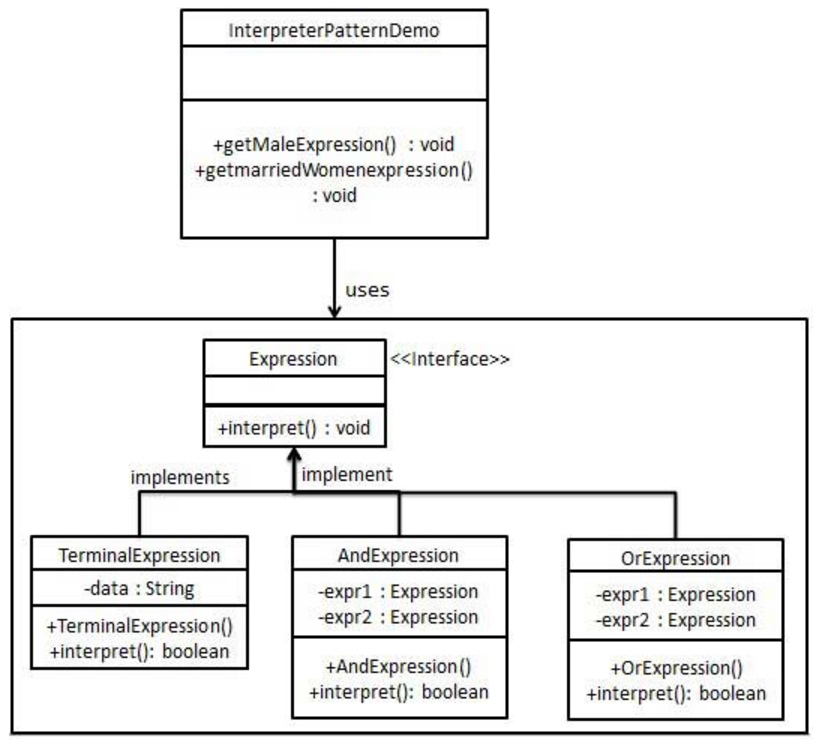 InterpreterPatternDemo
+getMaleExpression() : void
+getmarriedWomenexpression()
: void
uses
Expression
<<Interface>>
+interpret() : void
implements
implement
TerminalExpression
-data : String
+TerminalExpression()
+interpret(): boolean
AndExpression
-expr1 : Expression
-expr2 : Expression
+AndExpression()
+interpret(): boolean
OrExpression
-expr1 : Expression
-expr2 : Expression
+OrExpression()
+interpret(): boolean